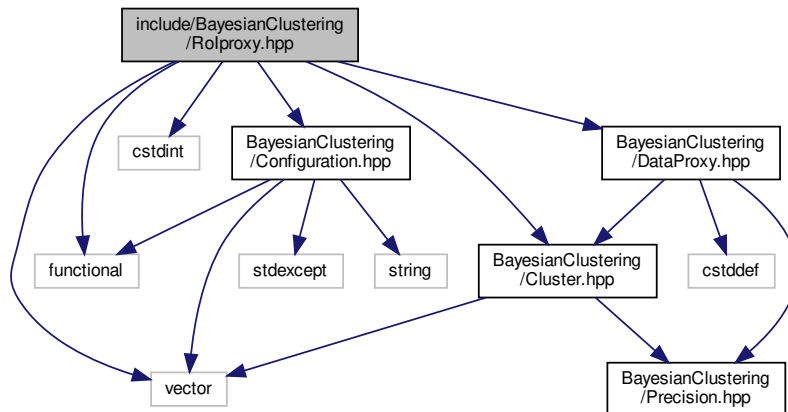 include/BayesianClustering
/RoIproxy.hpp
cstdint
BayesianClustering
/Configuration.hpp
BayesianClustering
/DataProxy.hpp
functional
stdexcept
string
BayesianClustering
/Cluster.hpp
cstddef
vector
BayesianClustering
/Precision.hpp